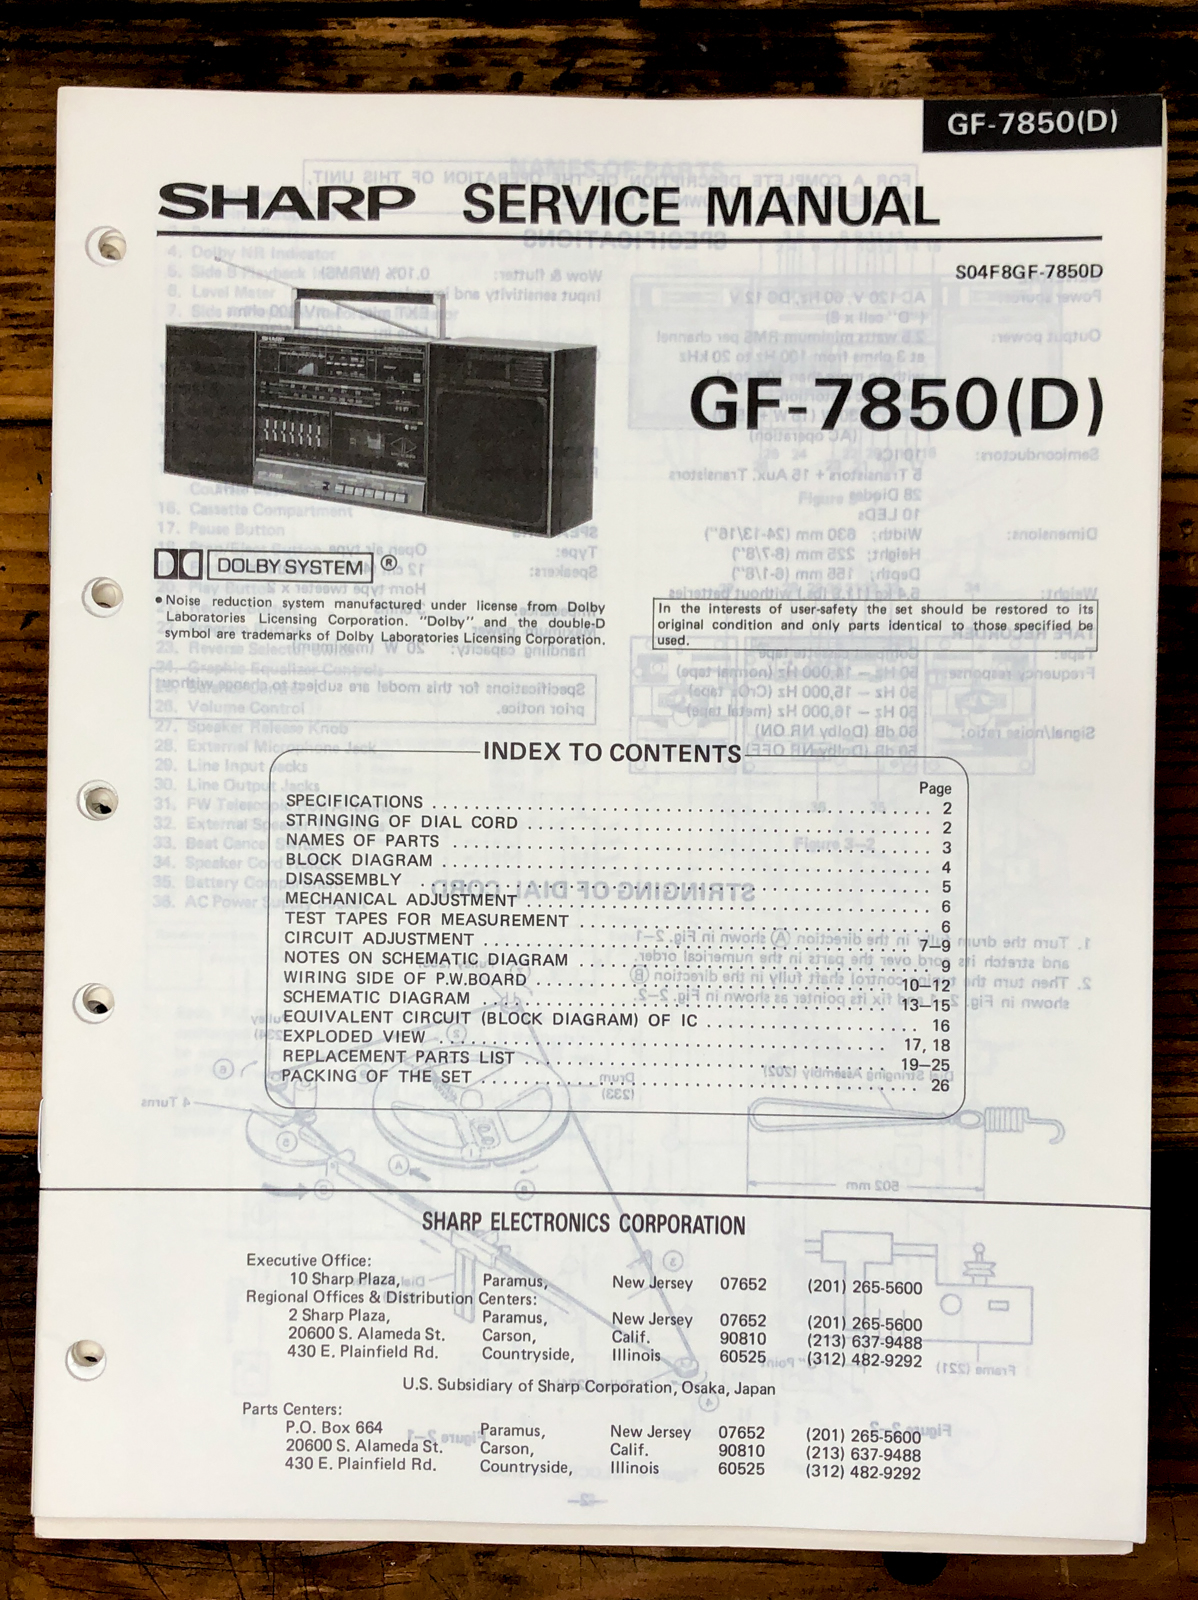 GF-7850(D)
SHARP SERVICE MANUAL
S04F8GF-7850D
SHARP
GF-7850(D)
DOLBY SYSTEM ®
• Noise reduction system manufactured under license from Dolby
Laboratories Licensing Corporation. "Dolby" and the double-D
symbol are trademarks of Dolby Laboratories Licensing Corporation.
In the interests of user-safety the set should be restored to its
original condition and only parts identical to those specified be
used.
INDEX TO CONTENTS
Page
SPECIFICATIONS 2
STRINGING OF DIAL CORD 2
NAMES OF PARTS 3
BLOCK DIAGRAM 4
DISASSEMBLY 5
MECHANICAL ADJUSTMENT 6
TEST TAPES FOR MEASUREMENT 6
CIRCUIT ADJUSTMENT 7–9
NOTES ON SCHEMATIC DIAGRAM 9
WIRING SIDE OF P.W.BOARD 10–12
SCHEMATIC DIAGRAM 13–15
EQUIVALENT CIRCUIT (BLOCK DIAGRAM) OF IC 16
EXPLODED VIEW 17, 18
REPLACEMENT PARTS LIST 19–25
PACKING OF THE SET 26
SHARP ELECTRONICS CORPORATION
Executive Office:
10 Sharp Plaza, Paramus, New Jersey 07652 (201) 265-5600
Regional Offices & Distribution Centers:
2 Sharp Plaza, Paramus, New Jersey 07652 (201) 265-5600
20600 S. Alameda St. Carson, Calif. 90810 (213) 637-9488
430 E. Plainfield Rd. Countryside, Illinois 60525 (312) 482-9292
U.S. Subsidiary of Sharp Corporation, Osaka, Japan
Parts Centers:
P.O. Box 664 Paramus, New Jersey 07652 (201) 265-5600
20600 S. Alameda St. Carson, Calif. 90810 (213) 637-9488
430 E. Plainfield Rd. Countryside, Illinois 60525 (312) 482-9292